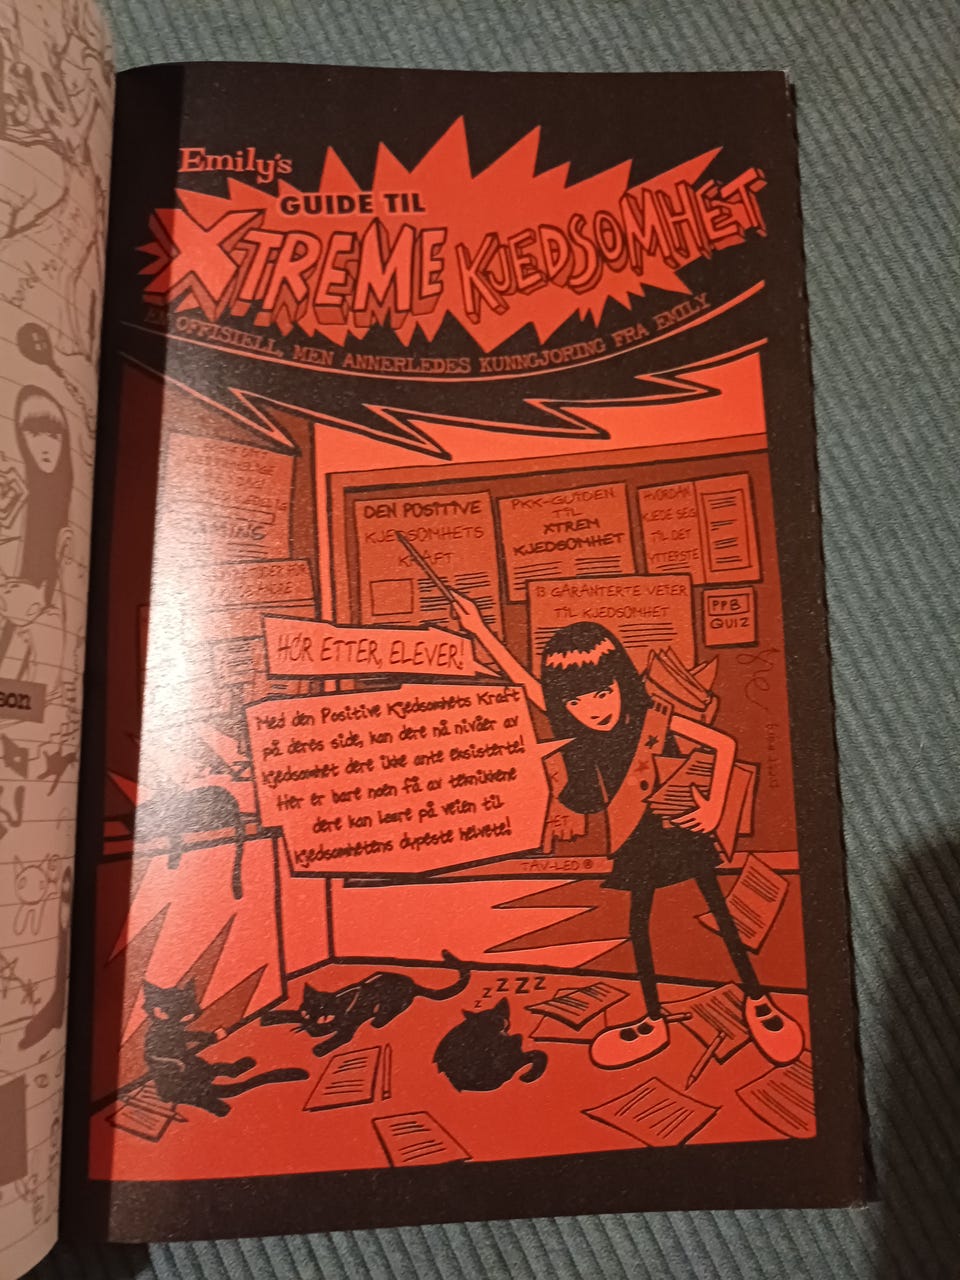 Emily's
GUIDE TIL
XTREME KJEDSOMHET
EN OFFISIELL, MEN ANNERLEDES KUNNGJØRING FRA EMILY
DEN POSITIVE
KJEDSOMHETS
KRAFT
PKK-GUIDEN
TIL
XTREM
KJEDSOMHET
HVORDAN
KJEDE SEG
TIL DET
YTTERSTE
13 GARANTERTE VEIER
TIL KJEDSOMHET
PPB
QUIZ
HØR ETTER, ELEVER!
Med den Positive Kjedsomhets Kraft
på deres side, kan dere nå nivåer av
kjedsomhet dere ikke ante eksisterte!
Her er bare noen få av teknikkene
dere kan lære på veien til
kjedsomhetens dypeste helvete!
TAV-LED ®
z z Z Z Z
son